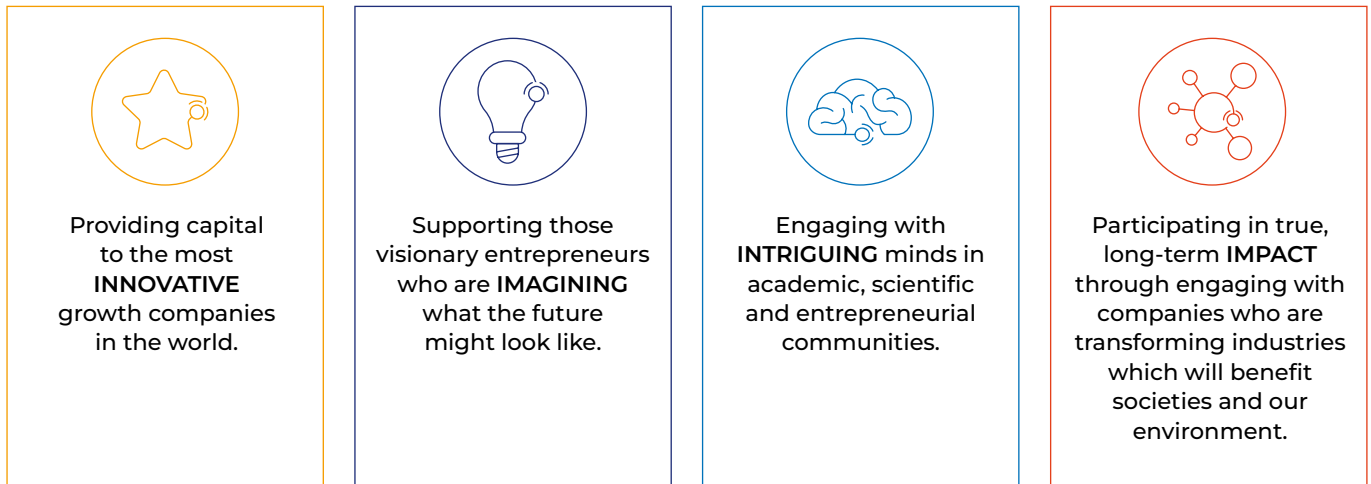 Providing capital
to the most
INNOVATIVE
growth companies
in the world.
Supporting those
visionary entrepreneurs
who are IMAGINING
what the future
might look like.
Engaging with
INTRIGUING minds in
academic, scientific
and entrepreneurial
communities.
Participating in true,
long-term IMPACT
through engaging with
companies who are
transforming industries
which will benefit
societies and our
environment.